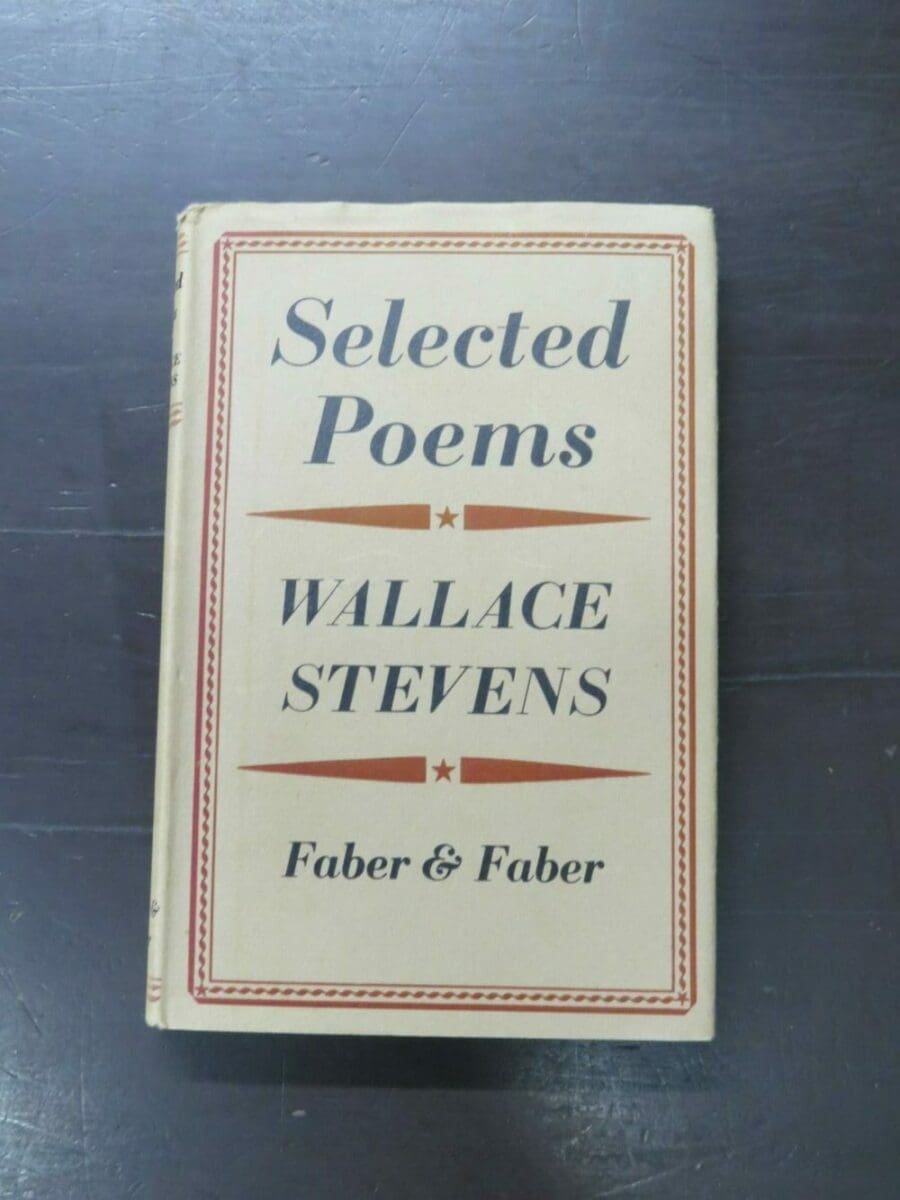 Selected
Poems
WALLACE
STEVENS
Faber & Faber